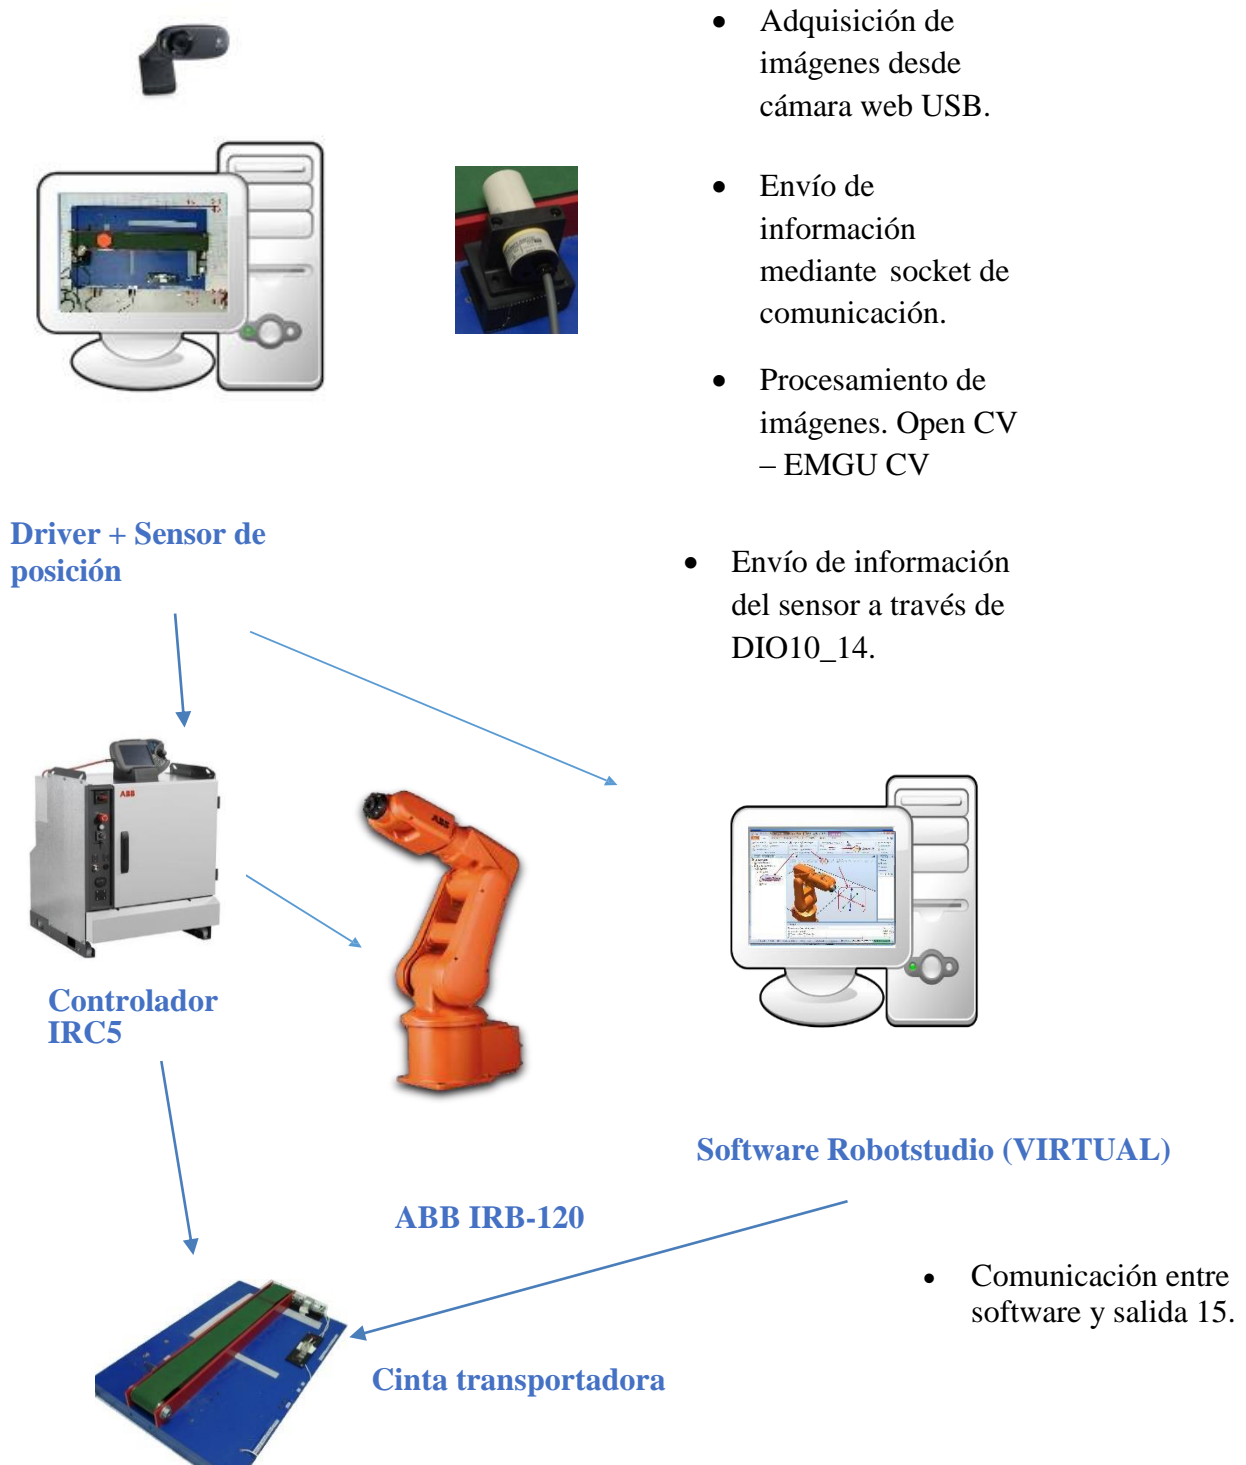 • Adquisición de
imágenes desde
cámara web USB.
• Envío de
información
mediante socket de
comunicación.
• Procesamiento de
imágenes. Open CV
– EMGU CV
Driver + Sensor de
posición
• Envío de información
del sensor a través de
DIO10_14.
ABB
ABB
Controlador
IRC5
Software Robotstudio (VIRTUAL)
ABB IRB-120
• Comunicación entre
software y salida 15.
Cinta transportadora